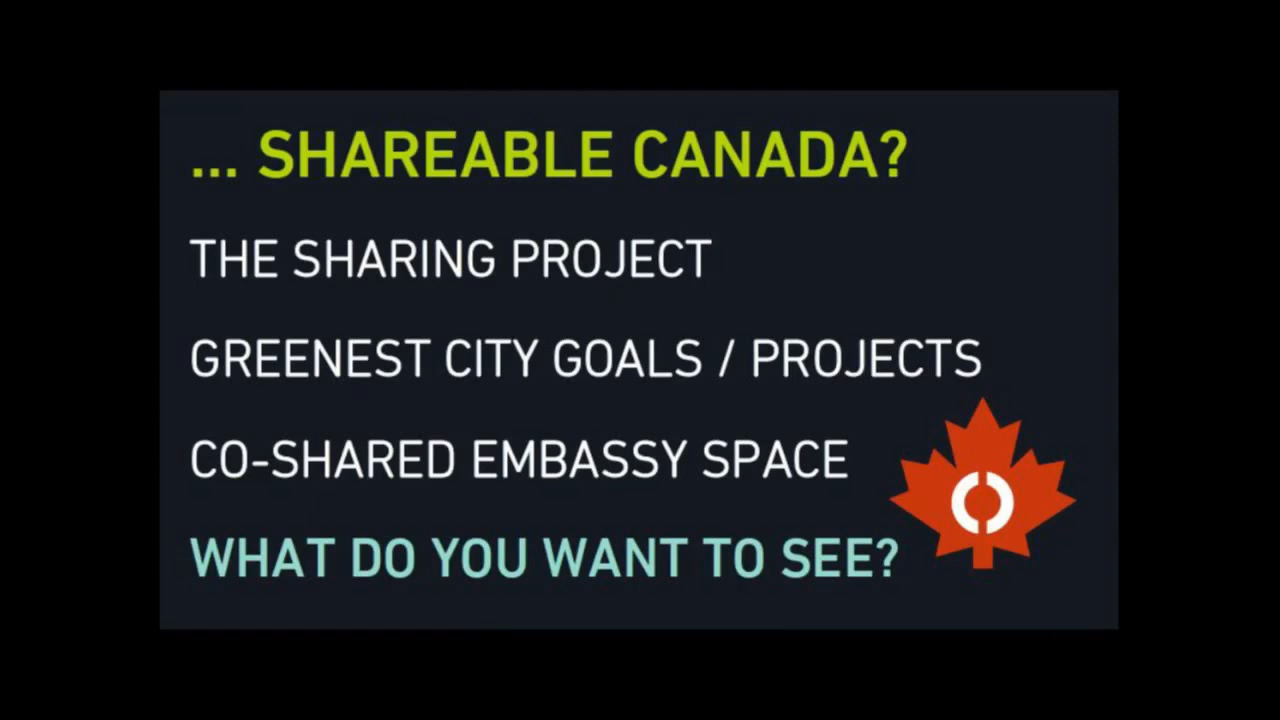 ... SHAREABLE CANADA?
THE SHARING PROJECT
GREENEST CITY GOALS / PROJECTS
CO-SHARED EMBASSY SPACE
WHAT DO YOU WANT TO SEE?